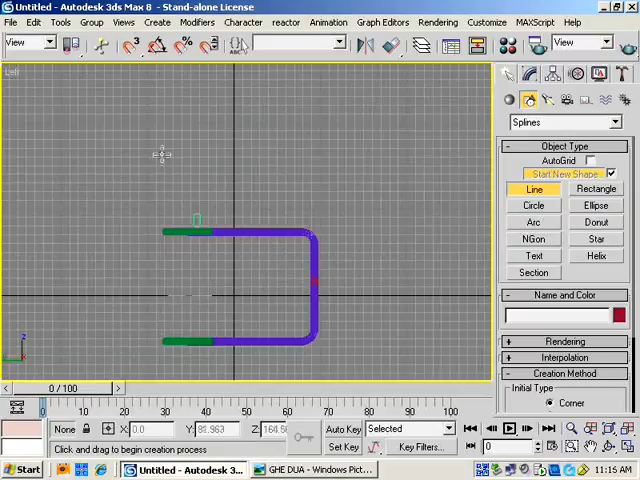 Untitled - Autodesk 3ds Max 8 - Stand-alone License
File Edit Tools Group Views Create Modifiers Character reactor Animation Graph Editors Rendering Customize MAXScript Help
View 3 % View
Left
Splines
- Object Type
AutoGrid
Start New Shape
Line Rectangle
Circle Ellipse
Arc Donut
NGon Star
Text Helix
Section
- Name and Color
+ Rendering
+ Interpolation
- Creation Method
Initial Type
Corner
z
x
< 0 / 100 >
0 10 20 30 40 50 60 70 80 90 100
None X: 0.0 Y: Z: Auto Key Selected
Click and drag to begin creation process Set Key Key Filters... 0
Start Untitled - Autodesk 3... GHE DUA - Windows Pict... 11:15 AM